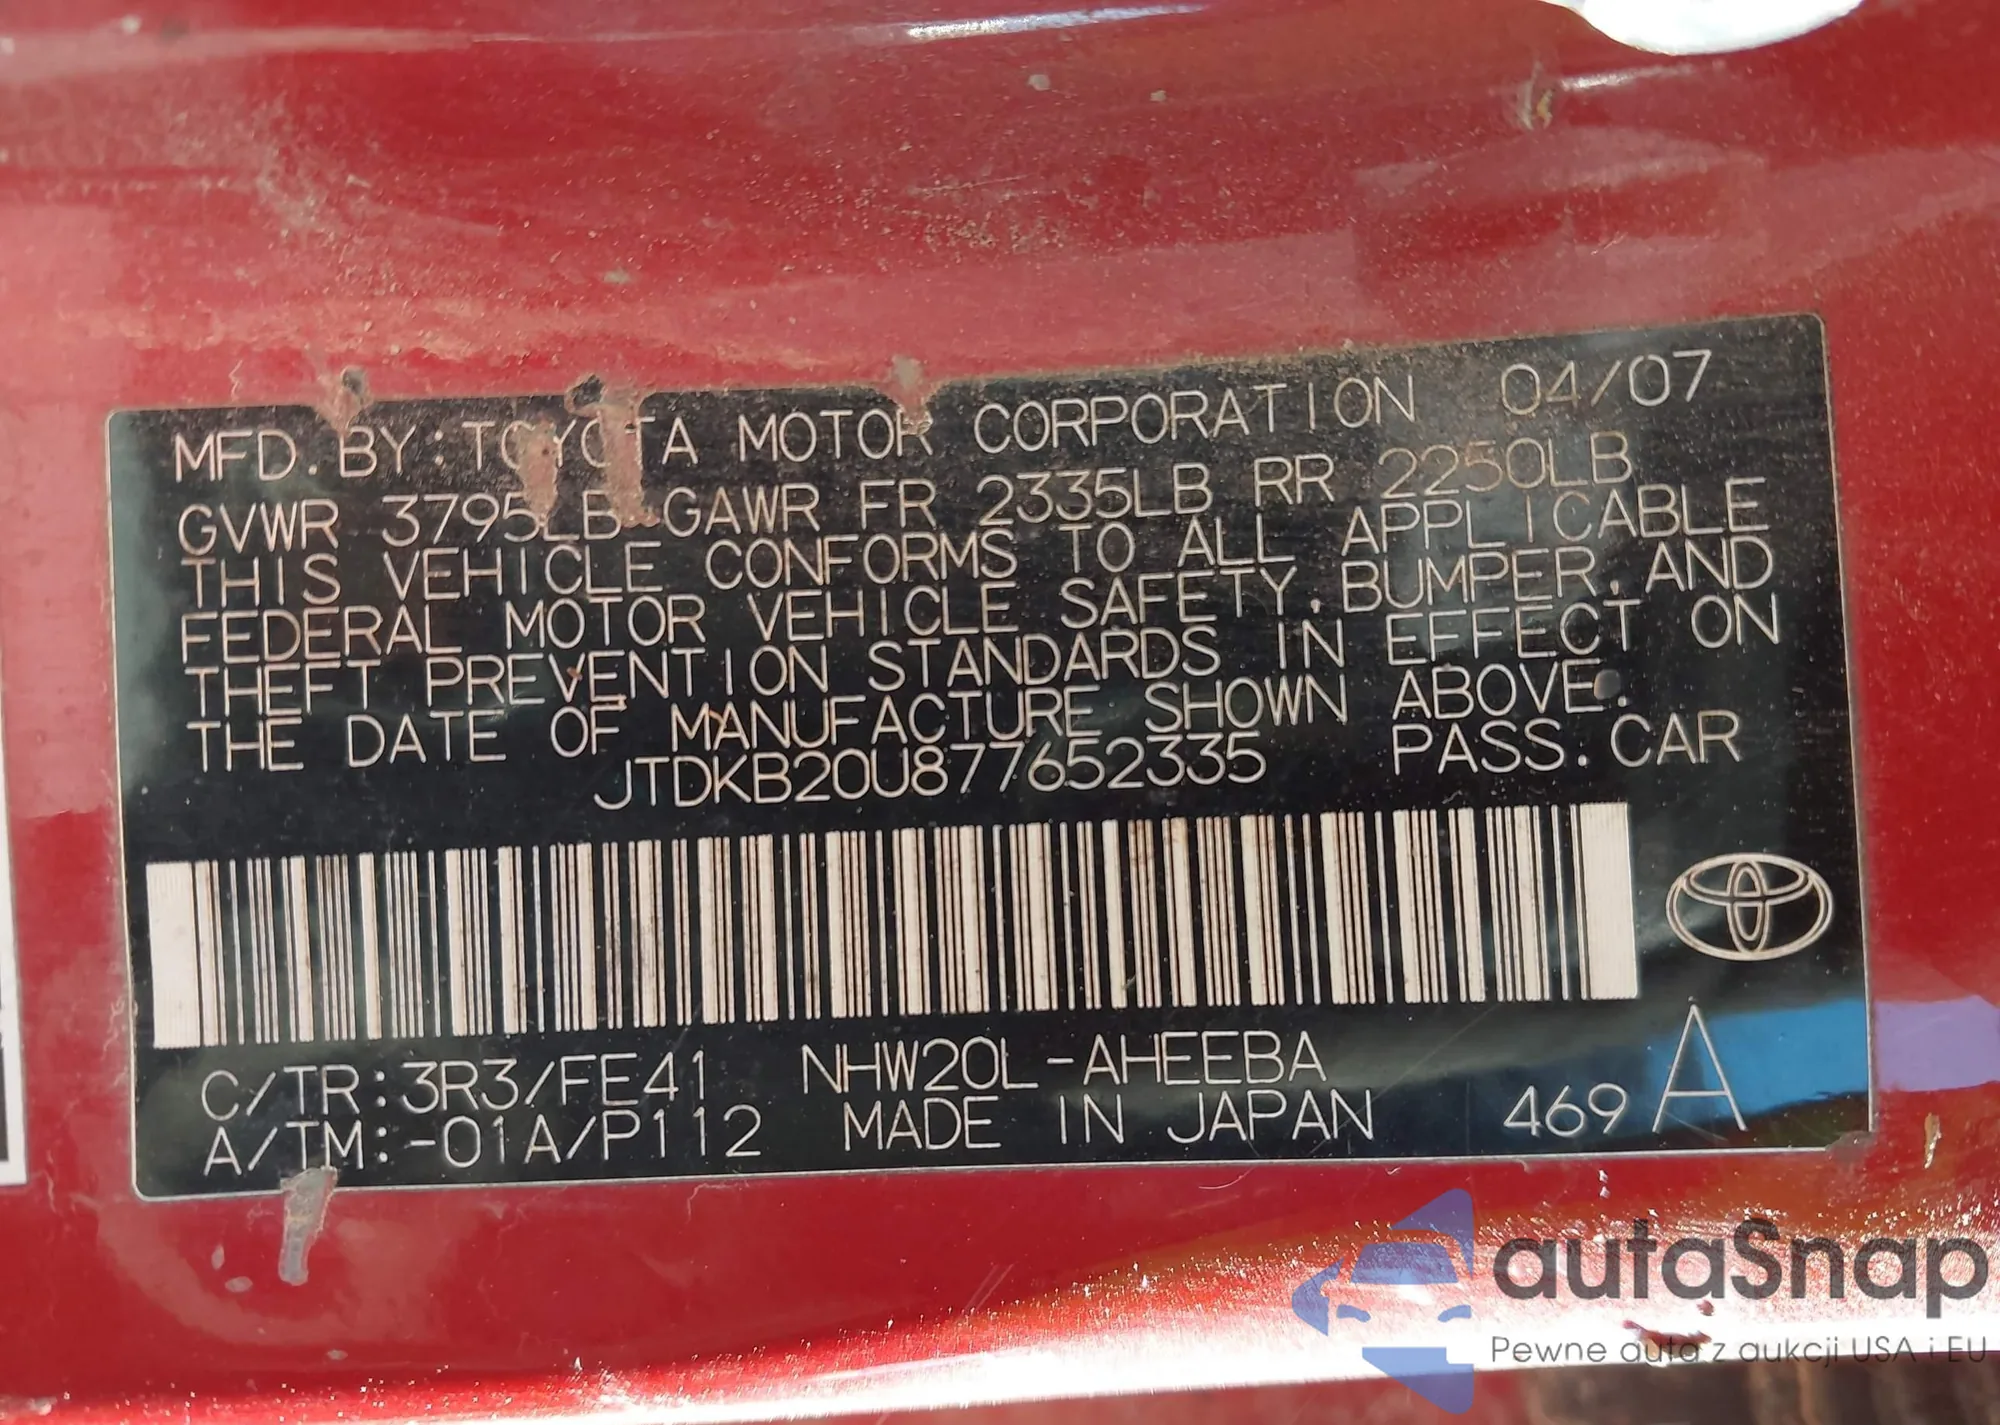 MFD. BY: TOYOTA MOTOR CORPORATION 04/07
GVWR 3795LB GAWR FR 2335LB RR 2250LB
THIS VEHICLE CONFORMS TO ALL APPLICABLE
FEDERAL MOTOR VEHICLE SAFETY, BUMPER, AND
THEFT PREVENTION STANDARDS IN EFFECT ON
THE DATE OF MANUFACTURE SHOWN ABOVE.
JTDKB20U877652335 PASS. CAR
C/TR: 3R3/FE41 NHW20L-AHEEBA
A/TM: -01A/P112 MADE IN JAPAN 469 A
autaSnap
Pewne auta z aukcji USA i EU